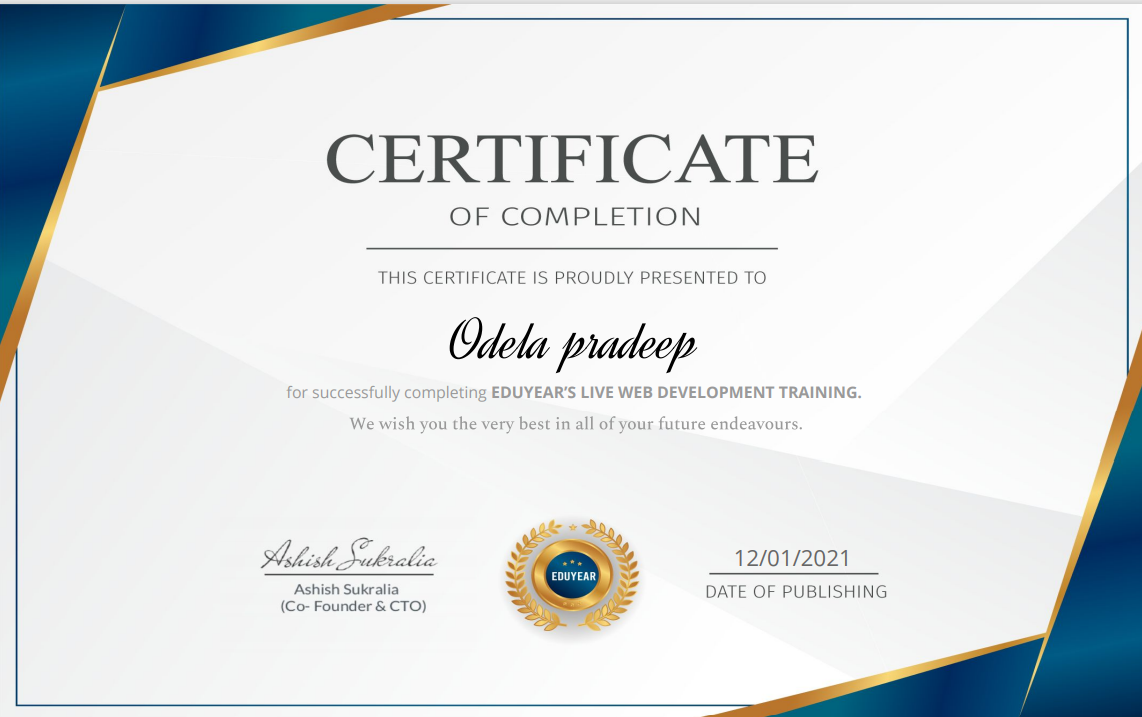 CERTIFICATE
OF COMPLETION
THIS CERTIFICATE IS PROUDLY PRESENTED TO
Odela pradeep
for successfully completing EDUYEAR'S LIVE WEB DEVELOPMENT TRAINING.
We wish you the very best in all of your future endeavours.
Ashish Sukralia
Ashish Sukralia
(Co- Founder & CTO)
EDUYEAR
12/01/2021
DATE OF PUBLISHING